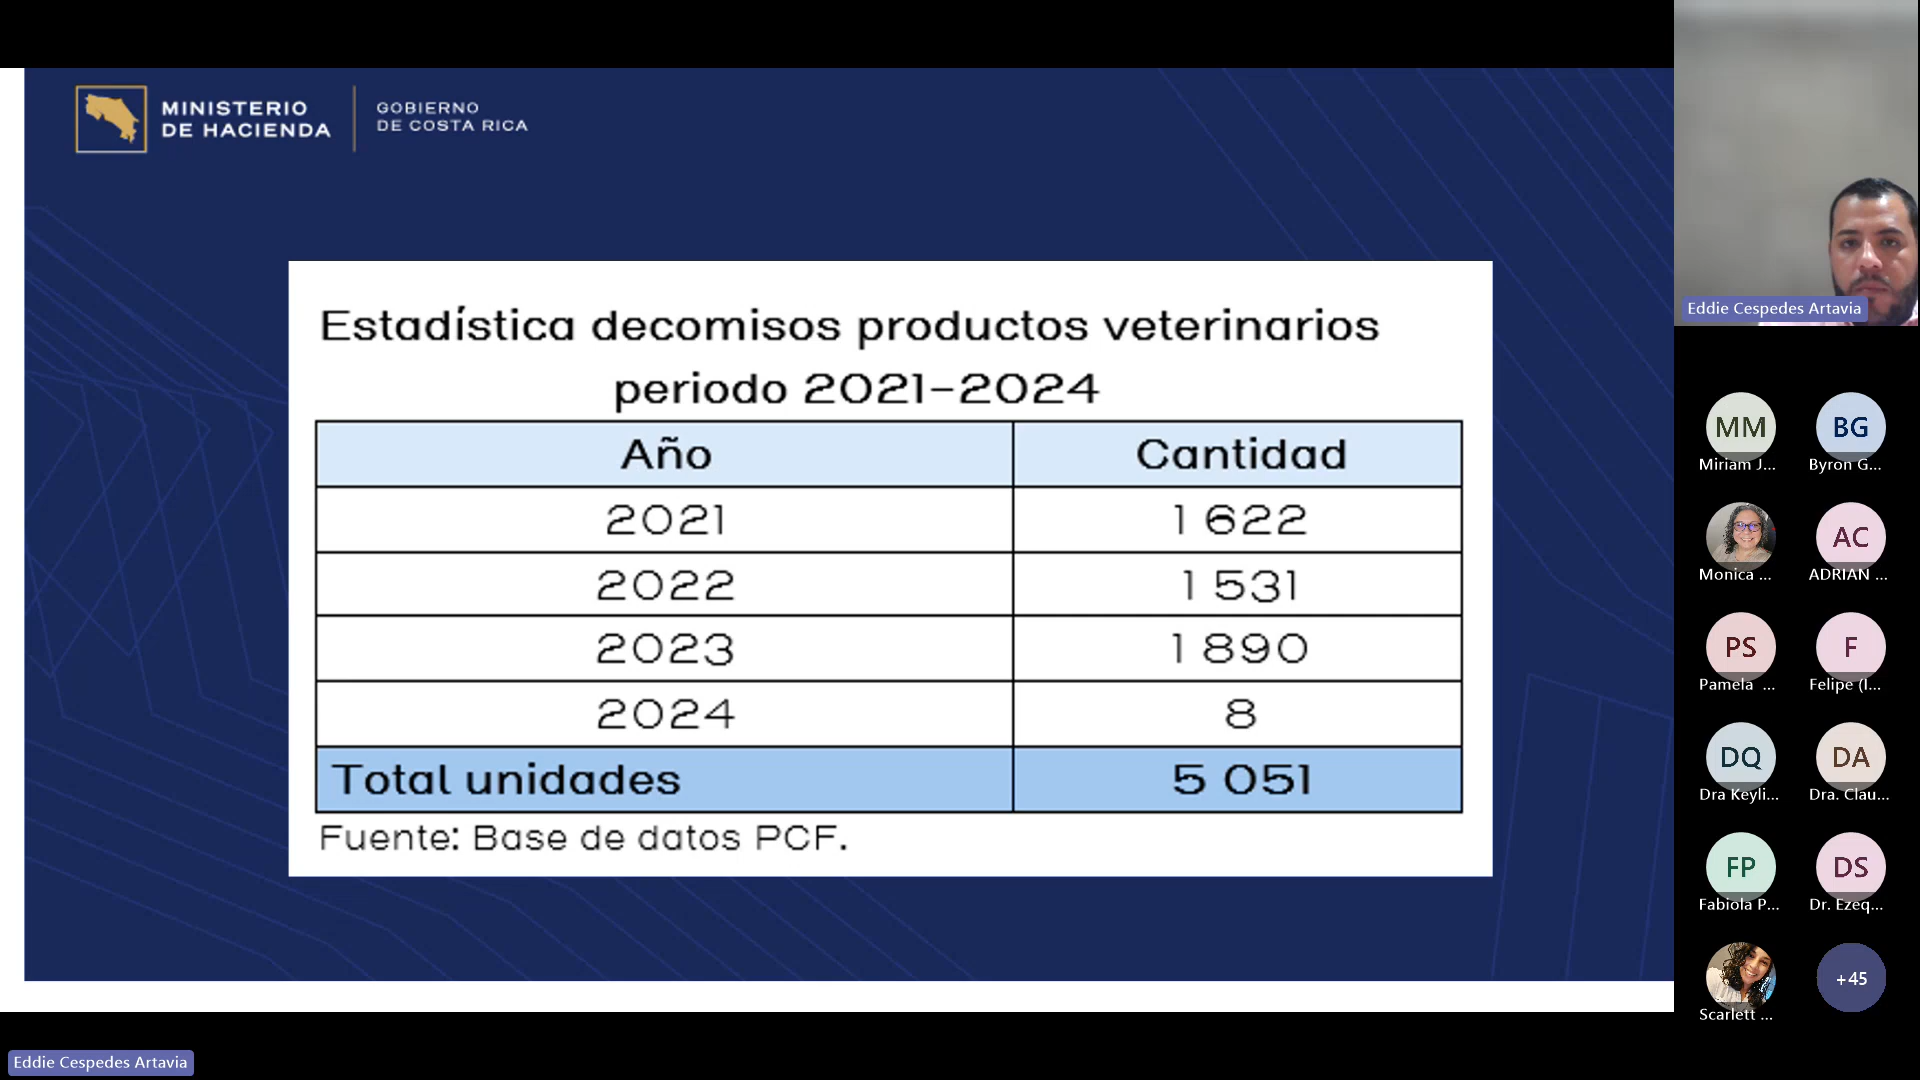 MINISTERIO
DE HACIENDA
GOBIERNO
DE COSTA RICA
Estadística decomisos productos veterinarios
periodo 2021-2024
Año Cantidad
2021 1 622
2022 1 531
2023 1 890
2024 8
Total unidades 5 051
Fuente: Base de datos PCF.
Eddie Cespedes Artavia
MM BG
Miriam J... Byron G...
AC
Monica ... ADRIAN ...
PS F
Pamela ... Felipe (I...
DQ DA
Dra Keyli... Dra. Clau...
FP DS
Fabiola P... Dr. Ezeq...
+45
Scarlett ...
Eddie Cespedes Artavia